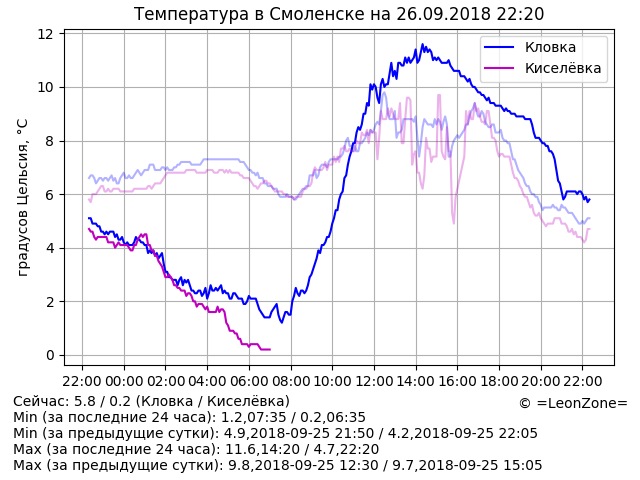 Температура в Смоленске на 26.09.2018 22:20
Кловка
Киселёвка
градусов Цельсия, °C
12
10
8
6
4
2
0
22:00 00:00 02:00 04:00 06:00 08:00 10:00 12:00 14:00 16:00 18:00 20:00 22:00
Сейчас: 5.8 / 0.2 (Кловка / Киселёвка)
© =LeonZone=
Min (за последние 24 часа): 1.2,07:35 / 0.2,06:35
Min (за предыдущие сутки): 4.9,2018-09-25 21:50 / 4.2,2018-09-25 22:05
Max (за последние 24 часа): 11.6,14:20 / 4.7,22:20
Max (за предыдущие сутки): 9.8,2018-09-25 12:30 / 9.7,2018-09-25 15:05